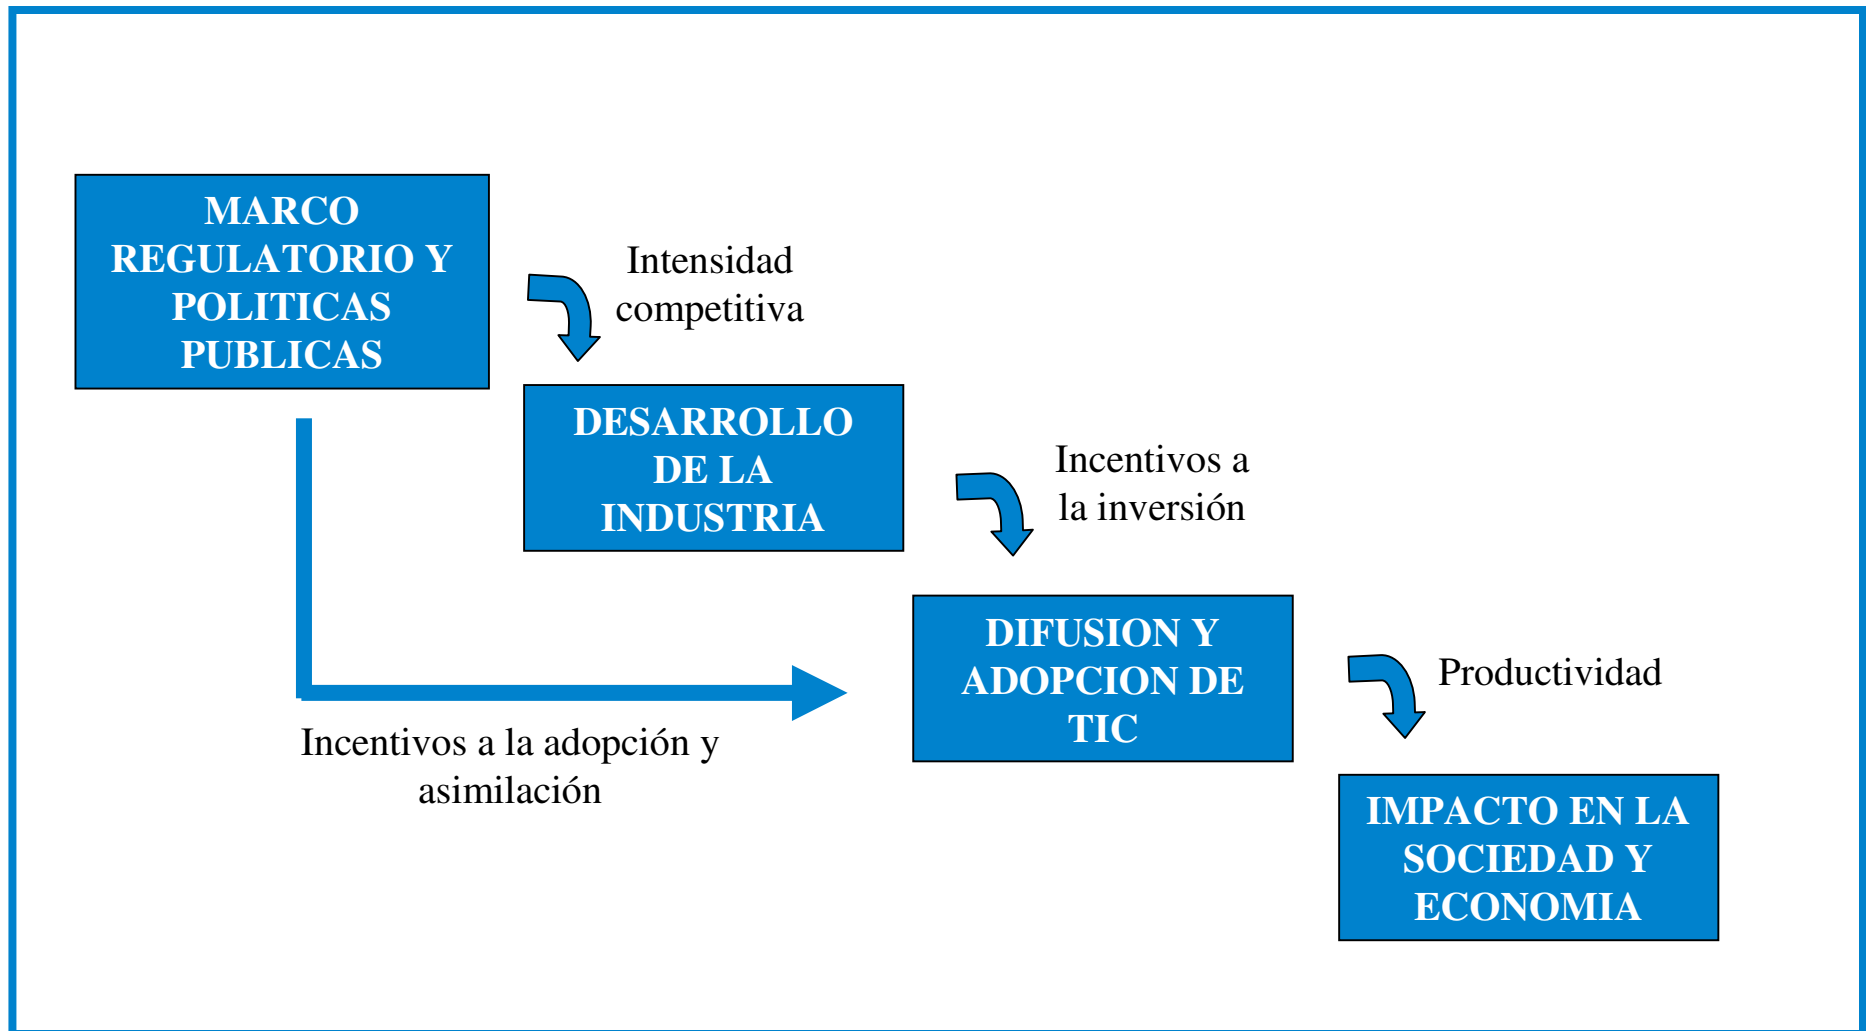 MARCO
REGULATORIO Y
POLITICAS
PUBLICAS
Intensidad
competitiva
DESARROLLO
DE LA
INDUSTRIA
Incentivos a
la inversión
DIFUSION Y
ADOPCION DE
TIC
Productividad
Incentivos a la adopción y
asimilación
IMPACTO EN LA
SOCIEDAD Y
ECONOMIA